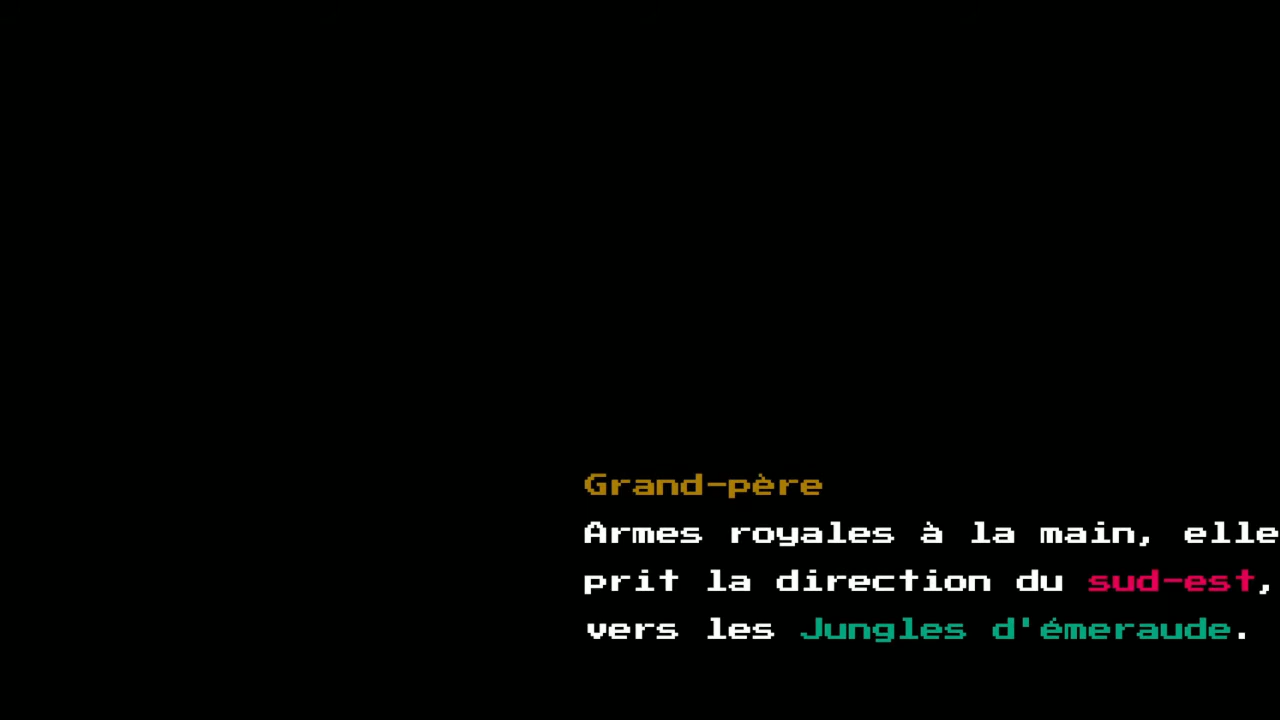 Grand-père
Armes royales à la main, elle
prit la direction du sud-est,
vers les Jungles d'émeraude.